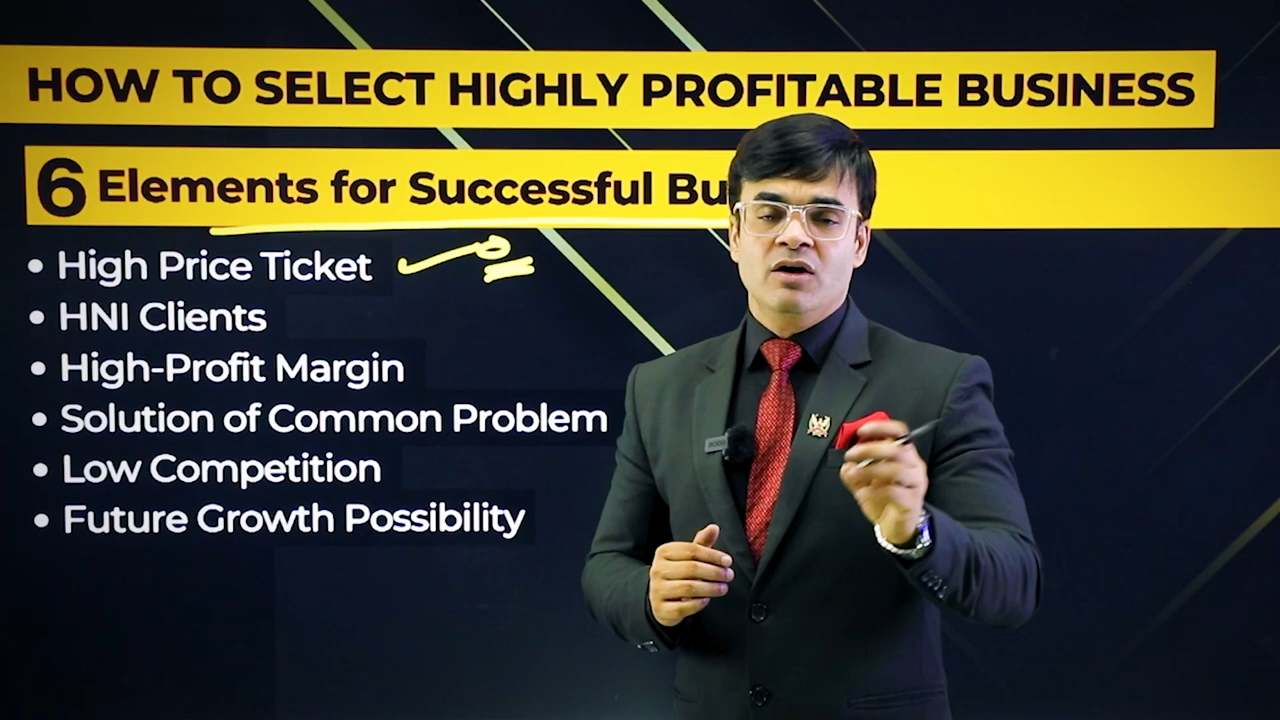 HOW TO SELECT HIGHLY PROFITABLE BUSINESS
6 Elements for Successful Bu
• High Price Ticket
• HNI Clients
• High-Profit Margin
• Solution of Common Problem
• Low Competition
• Future Growth Possibility